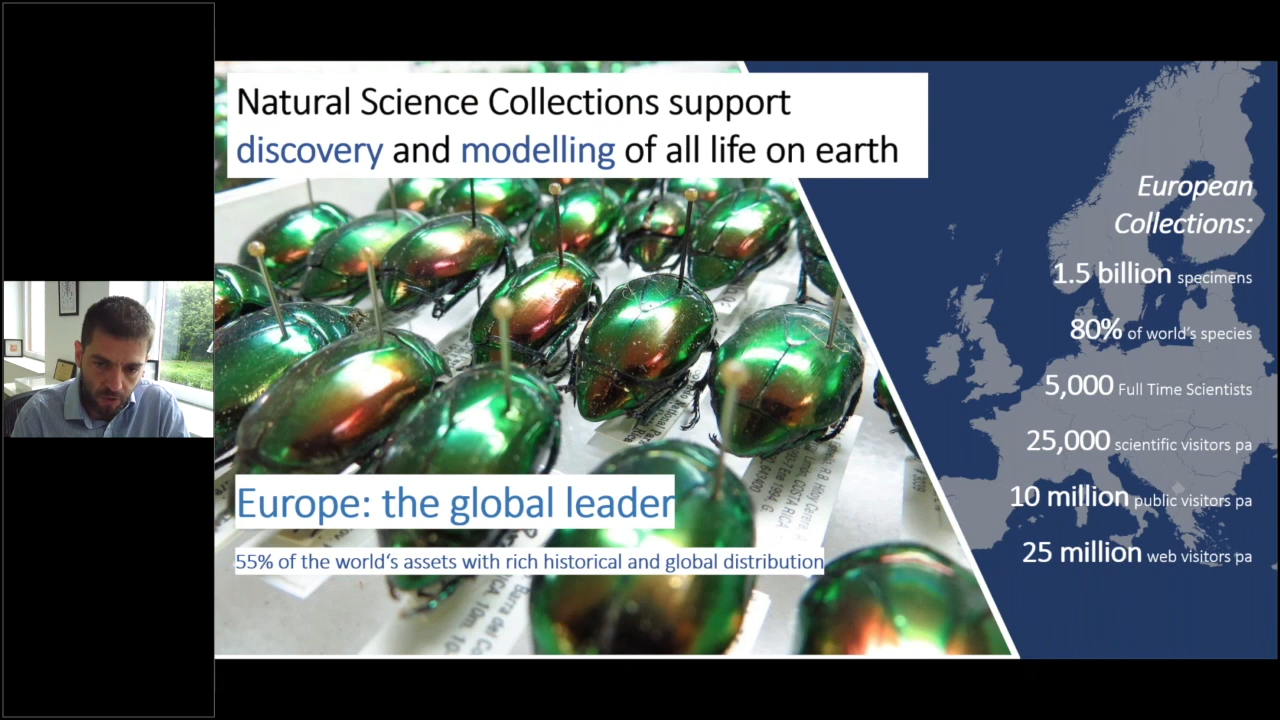 Natural Science Collections support
discovery and modelling of all life on earth
European
Collections:
1.5 billion specimens
80% of world's species
5,000 Full Time Scientists
25,000 scientific visitors pa
10 million public visitors pa
25 million web visitors pa
Europe: the global leader
55% of the world's assets with rich historical and global distribution
COSTA RICA